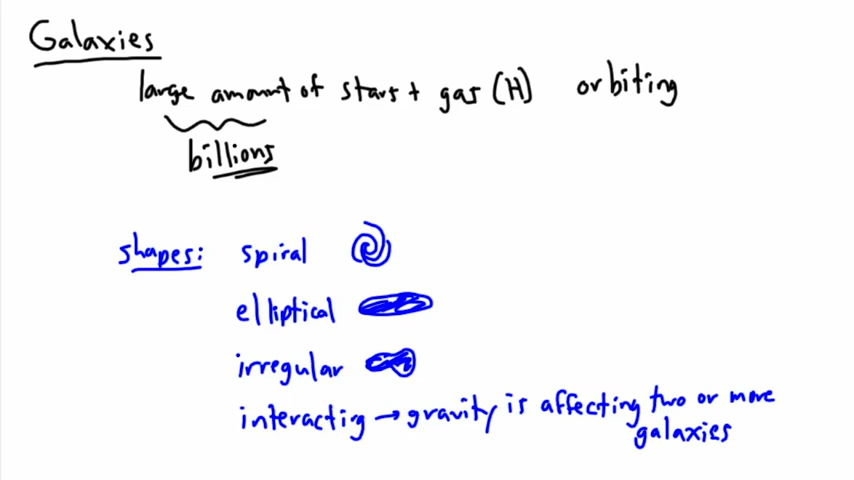 Galaxies
large amount of stars + gas (H) orbiting
billions
shapes: spiral
elliptical
irregular
interacting → gravity is affecting two or more
galaxies